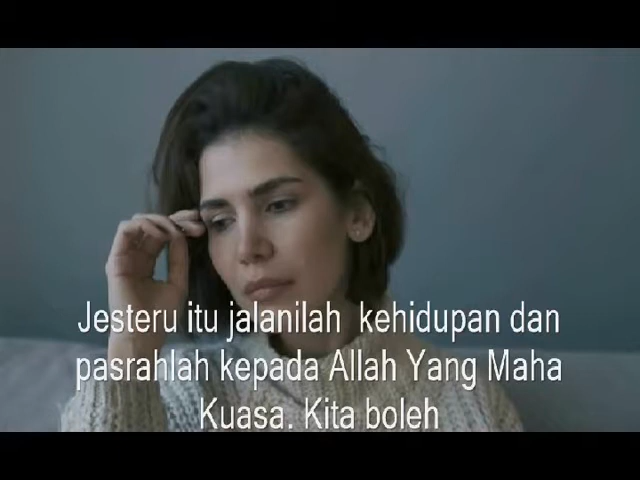 Jesteru itu jalanilah kehidupan dan
pasrahlah kepada Allah Yang Maha
Kuasa. Kita boleh